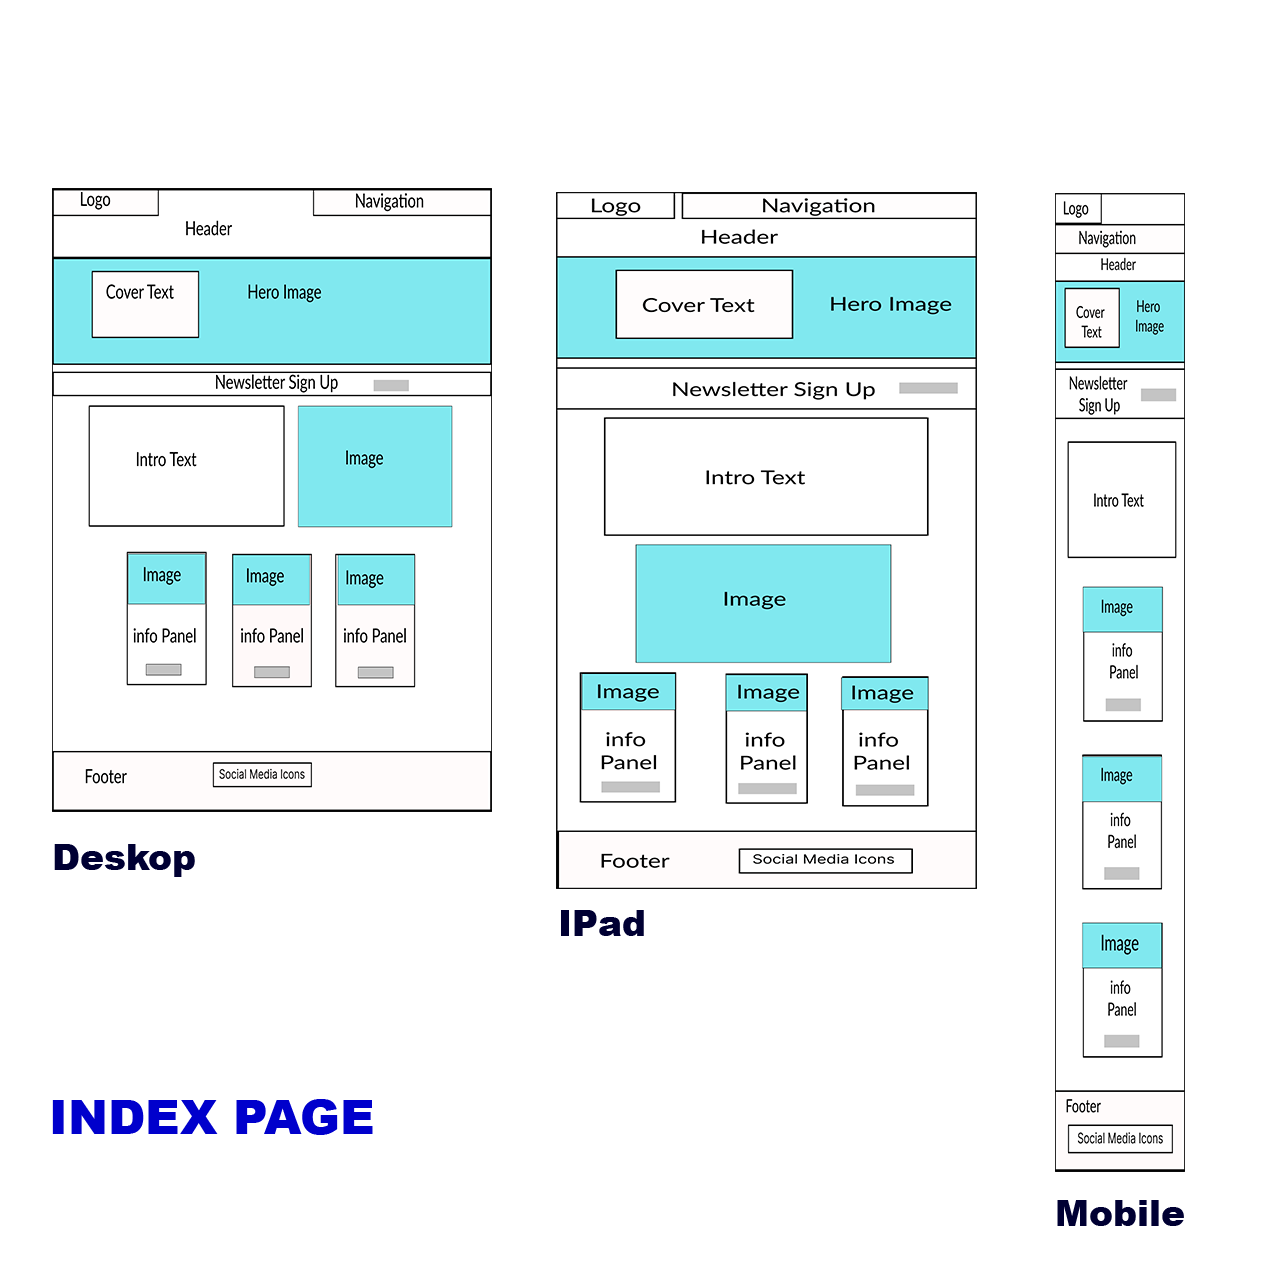 Logo
Navigation
Header
Cover Text
Hero Image
Newsletter Sign Up
Intro Text
Image
Image
Image
Image
info Panel
info Panel
info Panel
Footer
Social Media Icons
Deskop
Logo
Navigation
Header
Cover Text
Hero Image
Newsletter Sign Up
Intro Text
Image
Image
Image
Image
info
Panel
info
Panel
info
Panel
Footer
Social Media Icons
IPad
Logo
Navigation
Header
Cover
Text
Hero
Image
Newsletter
Sign Up
Intro Text
Image
info
Panel
Image
info
Panel
Image
info
Panel
Footer
Social Media Icons
Mobile
INDEX PAGE